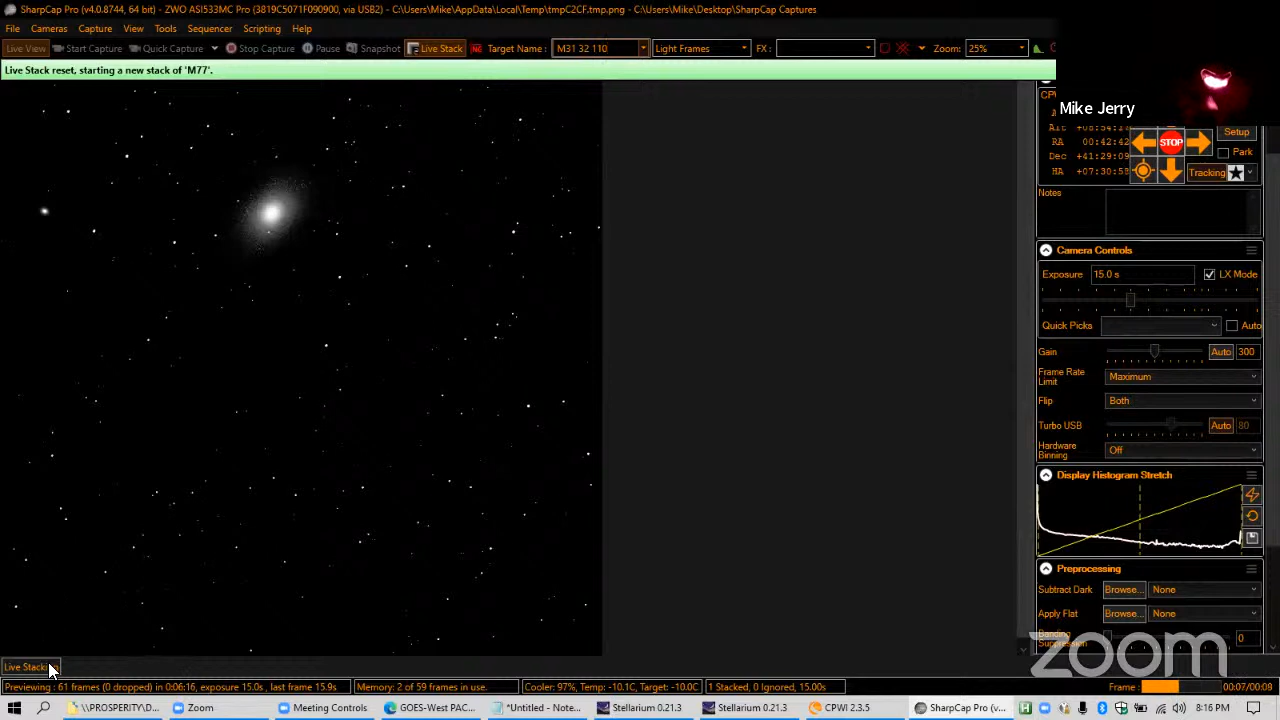 SharpCap Pro (v4.0.8744, 64 bit) - ZWO ASI533MC Pro (3819C5071F090900, via USB2) - C:\Users\Mike\AppData\Local\Temp\tmpC2CF.tmp.png - C:\Users\Mike\Desktop\SharpCap Captures
File Cameras Capture View Tools Sequencer Scripting Help
Live View Start Capture Quick Capture Stop Capture Pause Snapshot Live Stack Target Name : M31 32 110 Light Frames FX : Zoom: 25%
Live Stack reset, starting a new stack of 'M77'.
Mike Jerry
Setup
RA 00:42:42 STOP Park
Dec +41:29:09
HA +07:30:53 Tracking
Notes
Camera Controls
Exposure 15.0 s LX Mode
Quick Picks Auto
Gain Auto 300
Frame Rate Limit Maximum
Flip Both
Turbo USB Auto 80
Hardware Binning Off
Display Histogram Stretch
Preprocessing
Subtract Dark Browse... None
Apply Flat Browse... None
Banding Suppression 0
zoom
Live Stacking
Previewing : 61 frames (0 dropped) in 0:06:16, exposure 15.0s , last frame 15.9s Memory: 2 of 59 frames in use. Cooler: 97%, Temp: -10.1C, Target: -10.0C 1 Stacked, 0 Ignored, 15.00s Frame : 00:07/00:09
\\PROSPERITY\D... Zoom Meeting Controls GOES-West PAC... *Untitled - Note... Stellarium 0.21.3 Stellarium 0.21.3 CPWI 2.3.5 SharpCap Pro (v... 8:16 PM